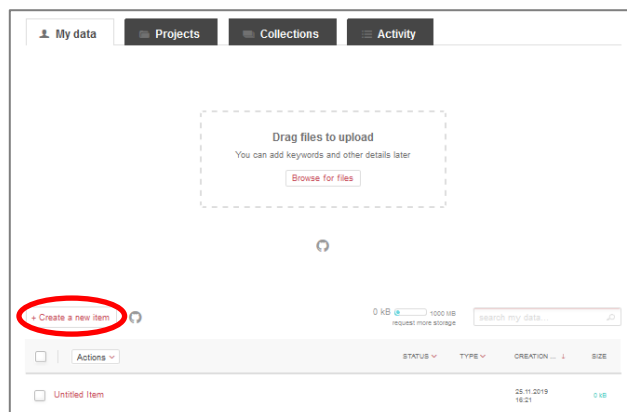 My data Projects Collections Activity
Drag files to upload
You can add keywords and other details later
Browse for files
+ Create a new item 0 kB 1000 MB search my data...
request more storage
Actions STATUS TYPE CREATION ... ↓ SIZE
Untitled Item 25.11.2019 0 kB
16:21